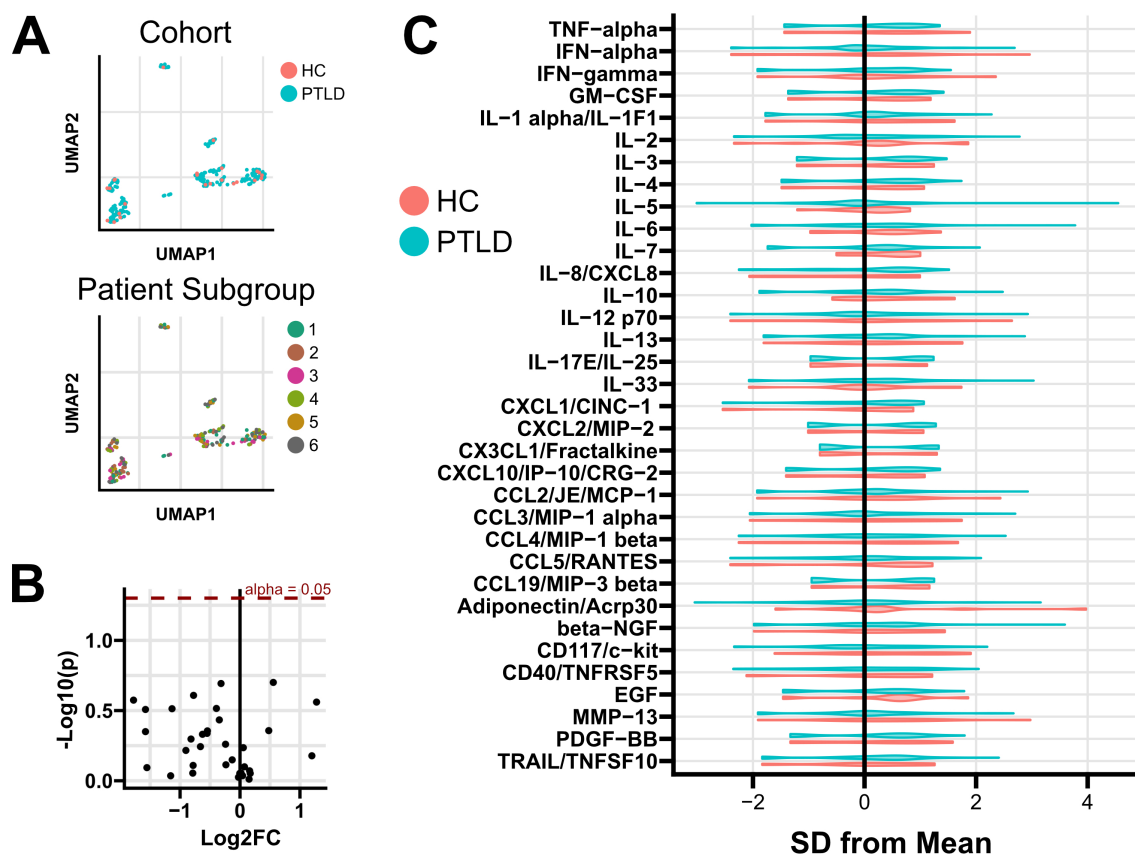 A
Cohort
HC
PTLD
UMAP2
UMAP1
Patient Subgroup
1
2
3
4
5
6
UMAP2
UMAP1
B
alpha = 0.05
1.0
0.5
0.0
-Log10(p)
−1
0
1
Log2FC
C
HC
PTLD
TNF−alpha
IFN−alpha
IFN−gamma
GM−CSF
IL−1 alpha/IL−1F1
IL−2
IL−3
IL−4
IL−5
IL−6
IL−7
IL−8/CXCL8
IL−10
IL−12 p70
IL−13
IL−17E/IL−25
IL−33
CXCL1/CINC−1
CXCL2/MIP−2
CX3CL1/Fractalkine
CXCL10/IP−10/CRG−2
CCL2/JE/MCP−1
CCL3/MIP−1 alpha
CCL4/MIP−1 beta
CCL5/RANTES
CCL19/MIP−3 beta
Adiponectin/Acrp30
beta−NGF
CD117/c−kit
CD40/TNFRSF5
EGF
MMP−13
PDGF−BB
TRAIL/TNFSF10
−2
0
2
4
SD from Mean